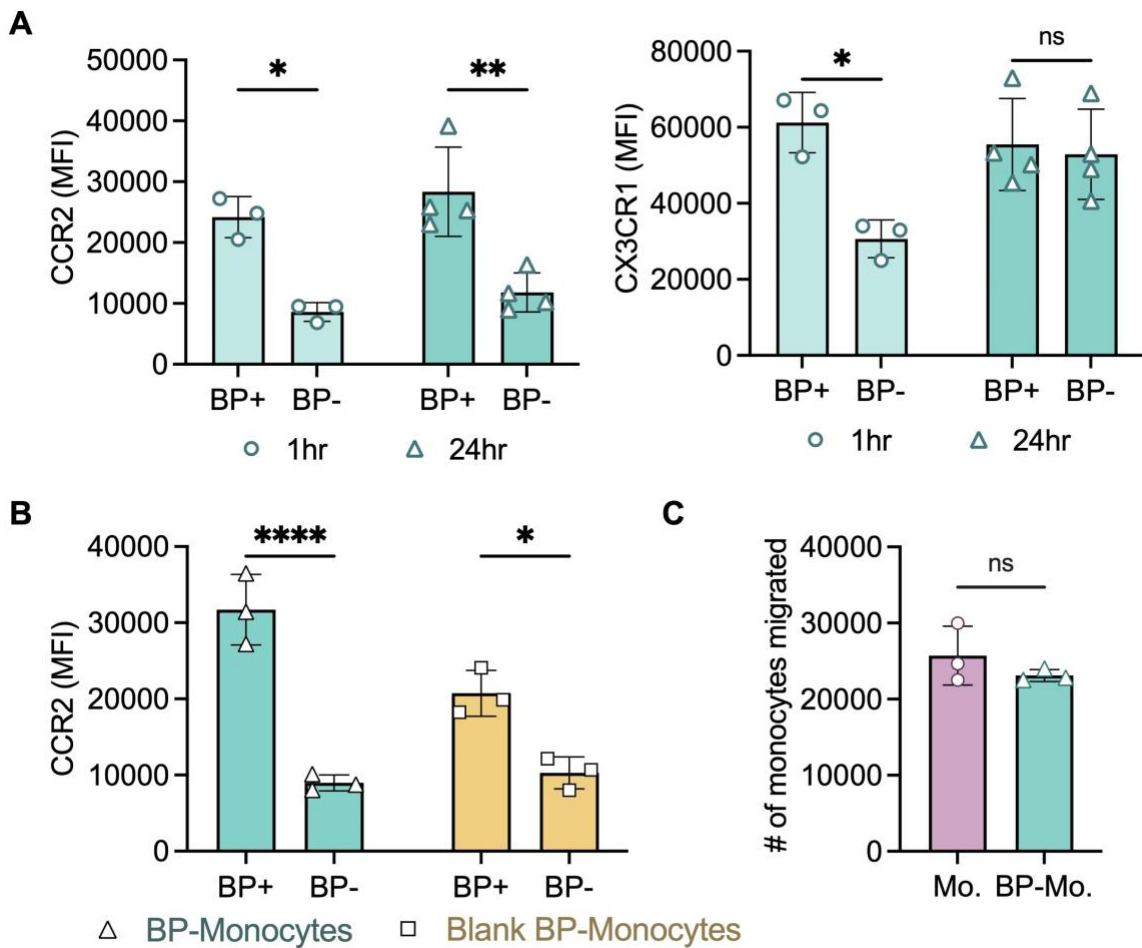 A
CCR2 (MFI)
50000
40000
30000
20000
10000
0
*
**
BP+ BP- BP+ BP-
1hr 24hr
CX3CR1 (MFI)
80000
60000
40000
20000
0
*
ns
BP+ BP- BP+ BP-
1hr 24hr
B
CCR2 (MFI)
40000
30000
20000
10000
0
****
*
BP+ BP- BP+ BP-
BP-Monocytes Blank BP-Monocytes
C
# of monocytes migrated
40000
30000
20000
10000
0
ns
Mo. BP-Mo.